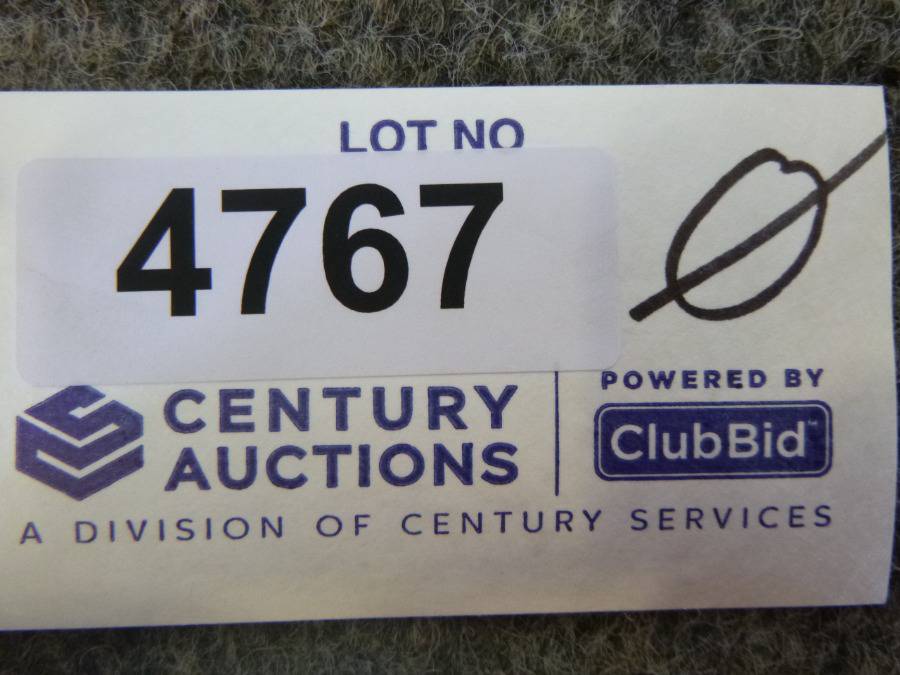 LOT NO
4767
Ø
CENTURY
AUCTIONS
POWERED BY
ClubBid™
A DIVISION OF CENTURY SERVICES